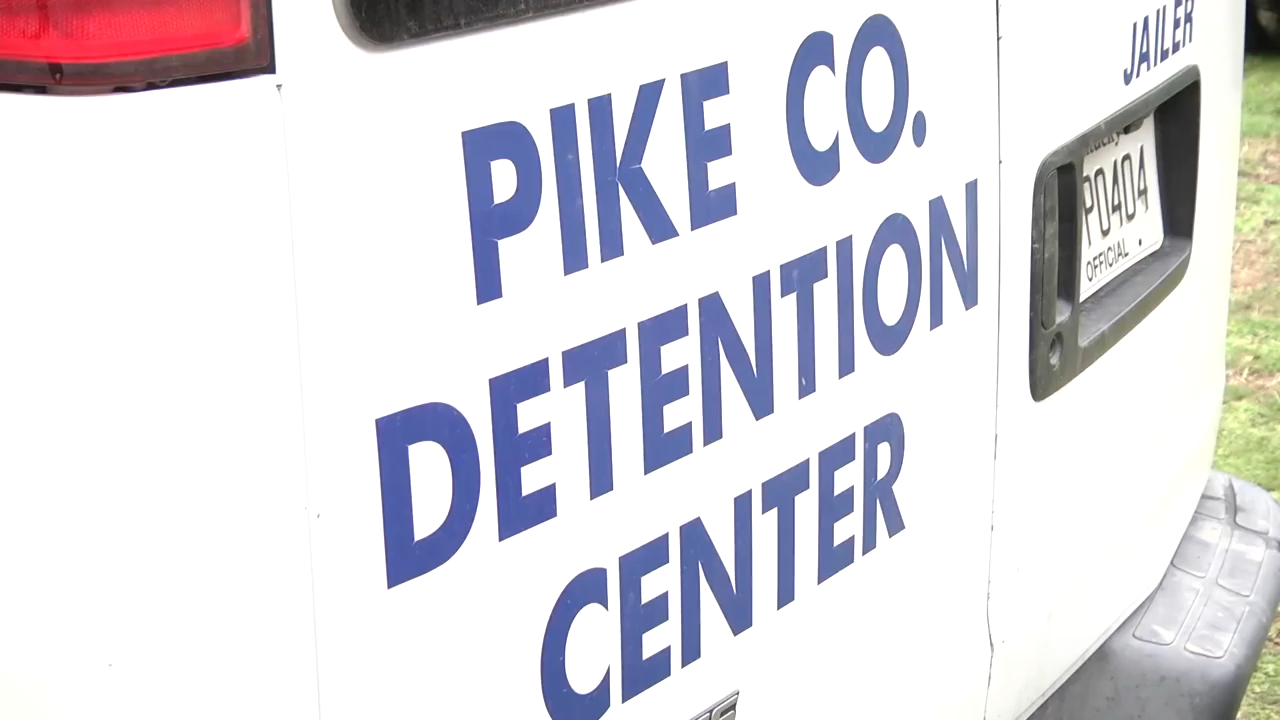 PIKE CO.
DETENTION
CENTER
JAILER
P0404
OFFICIAL